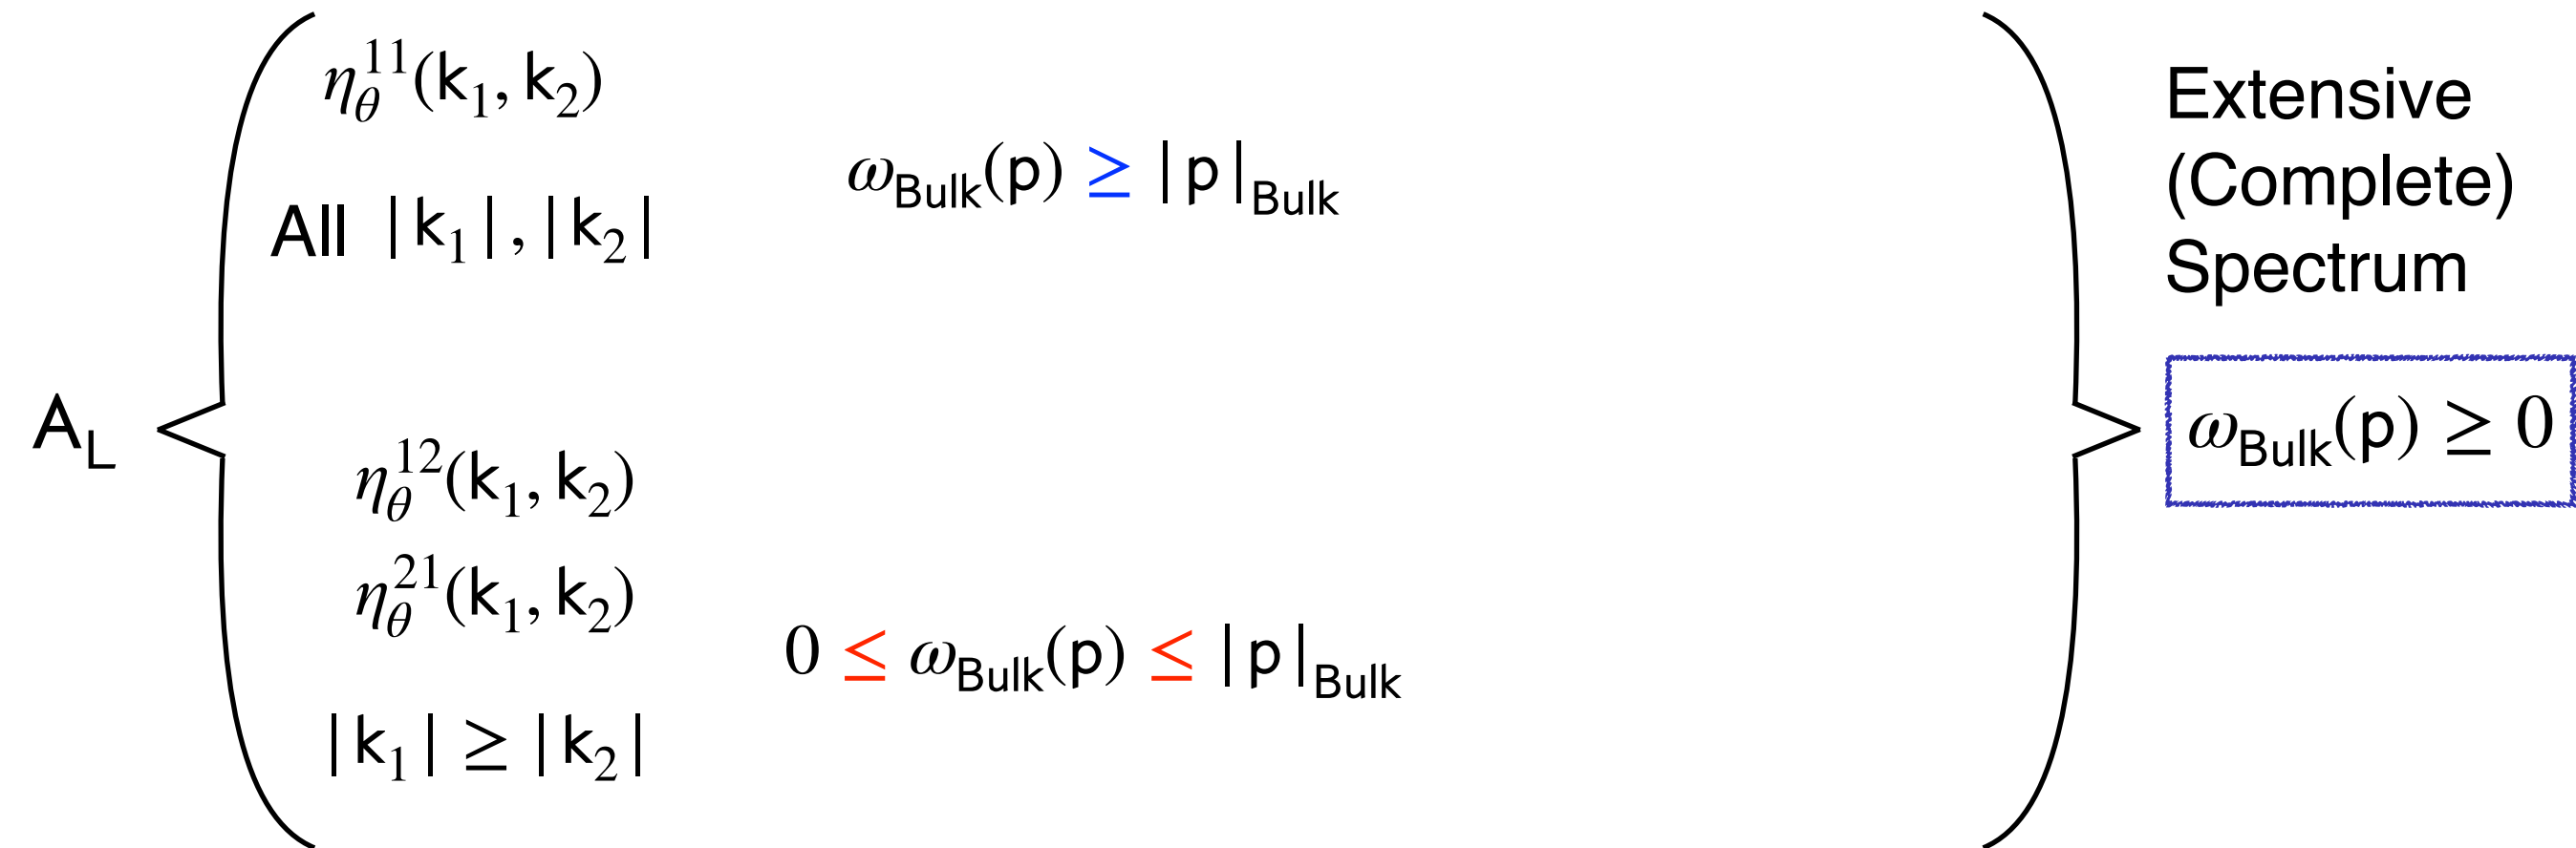 η_θ^{11}(k_1, k_2)
All |k_1|, |k_2|
ω_Bulk(p) ≥ |p|_Bulk
A_L
η_θ^{12}(k_1, k_2)
η_θ^{21}(k_1, k_2)
|k_1| ≥ |k_2|
0 ≤ ω_Bulk(p) ≤ |p|_Bulk
Extensive
(Complete)
Spectrum
ω_Bulk(p) ≥ 0